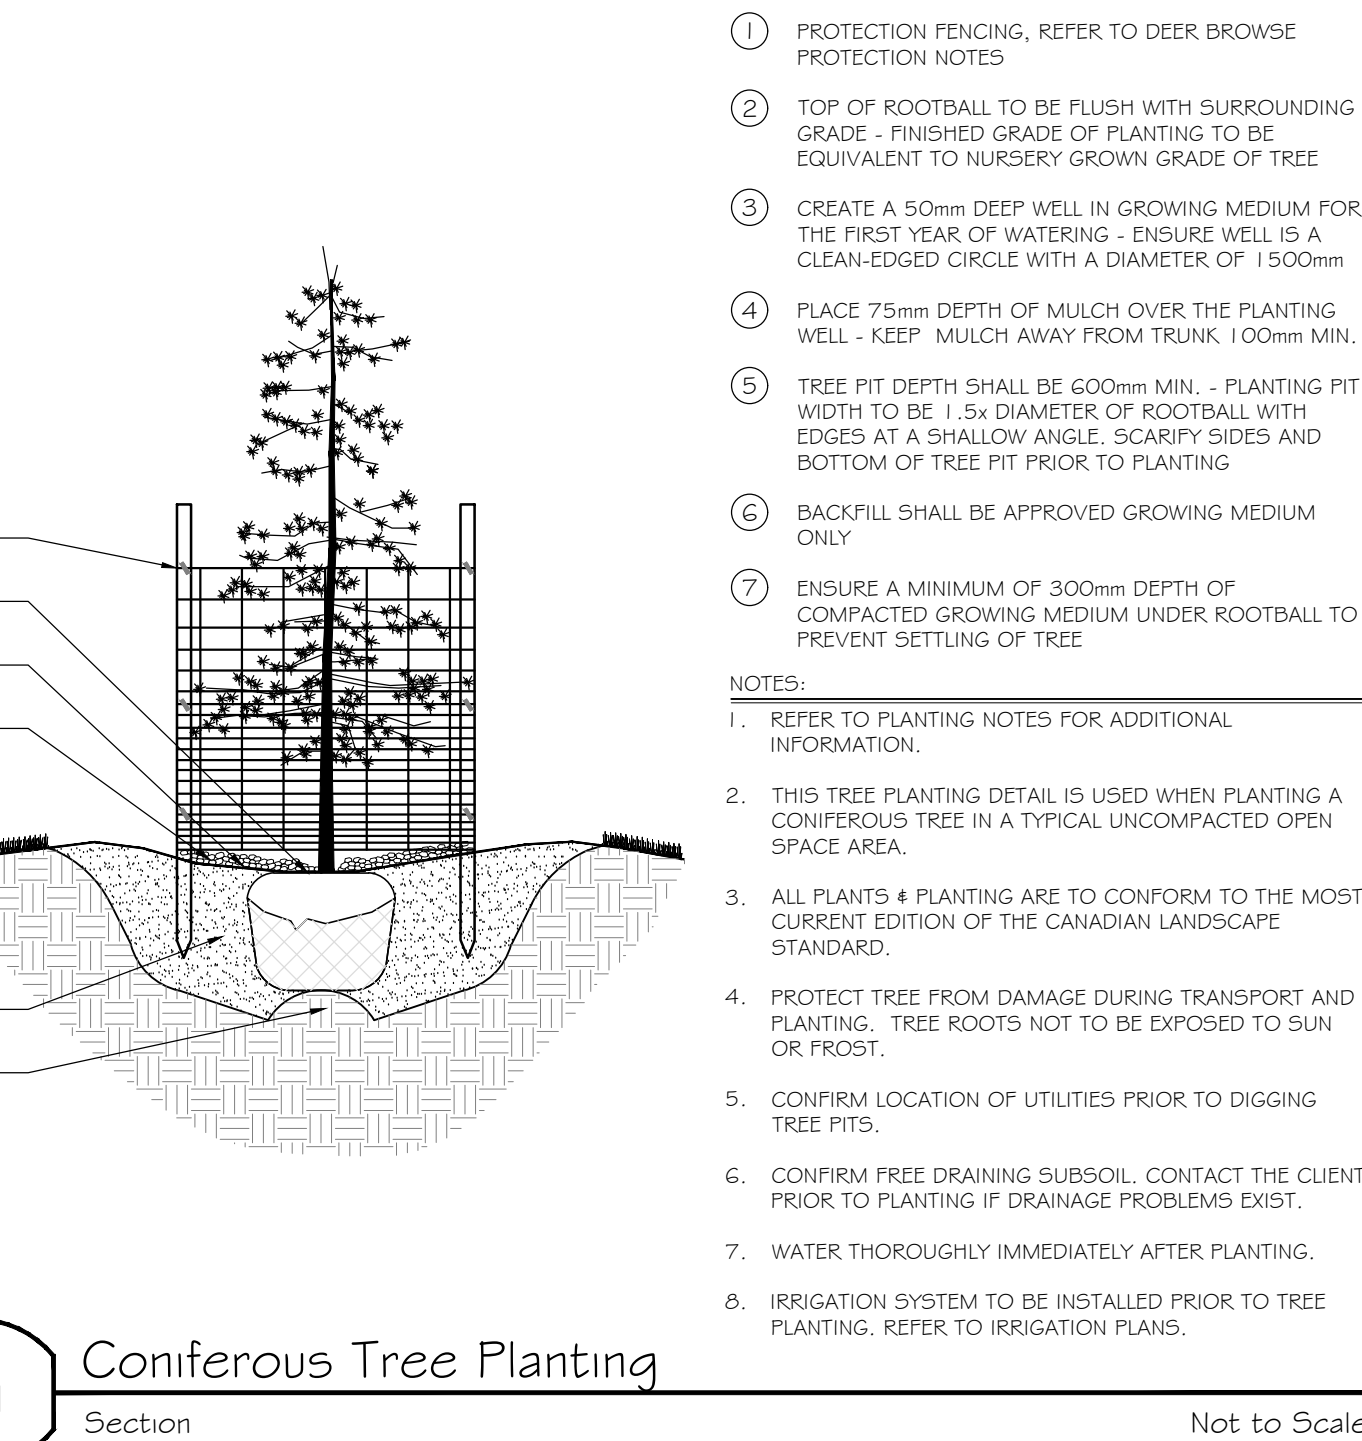 1 PROTECTION FENCING, REFER TO DEER BROWSE
PROTECTION NOTES
2 TOP OF ROOTBALL TO BE FLUSH WITH SURROUNDING
GRADE - FINISHED GRADE OF PLANTING TO BE
EQUIVALENT TO NURSERY GROWN GRADE OF TREE
3 CREATE A 50mm DEEP WELL IN GROWING MEDIUM FOR
THE FIRST YEAR OF WATERING - ENSURE WELL IS A
CLEAN-EDGED CIRCLE WITH A DIAMETER OF 1500mm
4 PLACE 75mm DEPTH OF MULCH OVER THE PLANTING
WELL - KEEP MULCH AWAY FROM TRUNK 100mm MIN.
5 TREE PIT DEPTH SHALL BE 600mm MIN. - PLANTING PIT
WIDTH TO BE 1.5x DIAMETER OF ROOTBALL WITH
EDGES AT A SHALLOW ANGLE. SCARIFY SIDES AND
BOTTOM OF TREE PIT PRIOR TO PLANTING
6 BACKFILL SHALL BE APPROVED GROWING MEDIUM
ONLY
7 ENSURE A MINIMUM OF 300mm DEPTH OF
COMPACTED GROWING MEDIUM UNDER ROOTBALL TO
PREVENT SETTLING OF TREE
NOTES:
1. REFER TO PLANTING NOTES FOR ADDITIONAL
INFORMATION.
2. THIS TREE PLANTING DETAIL IS USED WHEN PLANTING A
CONIFEROUS TREE IN A TYPICAL UNCOMPACTED OPEN
SPACE AREA.
3. ALL PLANTS & PLANTING ARE TO CONFORM TO THE MOST
CURRENT EDITION OF THE CANADIAN LANDSCAPE
STANDARD.
4. PROTECT TREE FROM DAMAGE DURING TRANSPORT AND
PLANTING. TREE ROOTS NOT TO BE EXPOSED TO SUN
OR FROST.
5. CONFIRM LOCATION OF UTILITIES PRIOR TO DIGGING
TREE PITS.
6. CONFIRM FREE DRAINING SUBSOIL. CONTACT THE CLIENT
PRIOR TO PLANTING IF DRAINAGE PROBLEMS EXIST.
7. WATER THOROUGHLY IMMEDIATELY AFTER PLANTING.
8. IRRIGATION SYSTEM TO BE INSTALLED PRIOR TO TREE
PLANTING. REFER TO IRRIGATION PLANS.
Coniferous Tree Planting
Section
Not to Scale